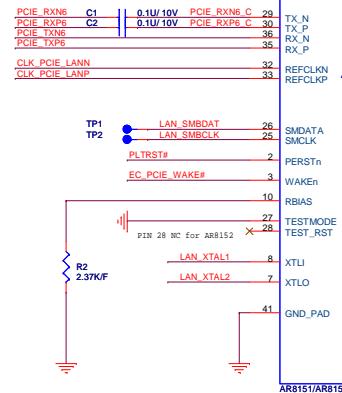 PCIE_RXN6 C1 0.1U/ 10V PCIE_RXN6_C 29 TX_N
PCIE_RXP6 C2 0.1U/ 10V PCIE_RXP6_C 30 TX_P
PCIE_TXN6 36 RX_N
PCIE_TXP6 35 RX_P
CLK_PCIE_LANN 32 REFCLKN
CLK_PCIE_LANP 33 REFCLKP
TP1 LAN_SMBDAT 26 SMDATA
TP2 LAN_SMBCLK 25 SMCLK
PLTRST# 2 PERSTn
EC_PCIE_WAKE# 3 WAKEn
10 RBIAS
27 TESTMODE
PIN 28 NC for AR8152 28 TEST_RST
LAN_XTAL1 8 XTLI
R2
2.37K/F
LAN_XTAL2 7 XTLO
41 GND_PAD
AR8151/AR815